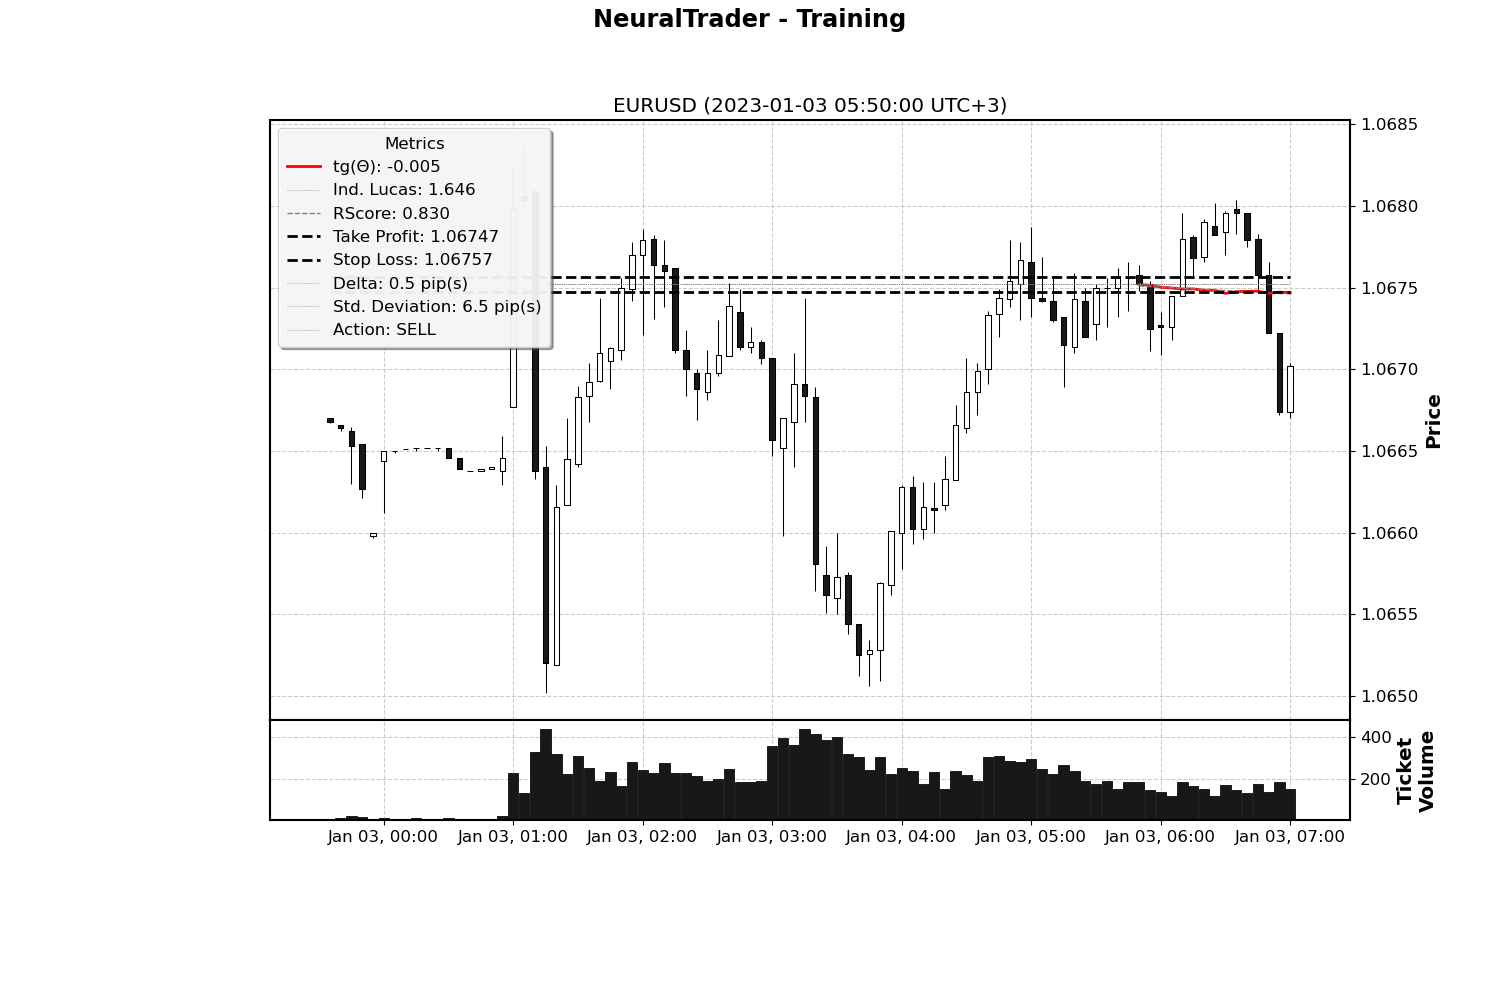 NeuralTrader - Training
EURUSD (2023-01-03 05:50:00 UTC+3)
Metrics
tg(Θ): -0.005
Ind. Lucas: 1.646
RScore: 0.830
Take Profit: 1.06747
Stop Loss: 1.06757
Delta: 0.5 pip(s)
Std. Deviation: 6.5 pip(s)
Action: SELL
1.0685
1.0680
1.0675
1.0670
1.0665
1.0660
1.0655
1.0650
Price
400
200
Ticket
Volume
Jan 03, 00:00
Jan 03, 01:00
Jan 03, 02:00
Jan 03, 03:00
Jan 03, 04:00
Jan 03, 05:00
Jan 03, 06:00
Jan 03, 07:00